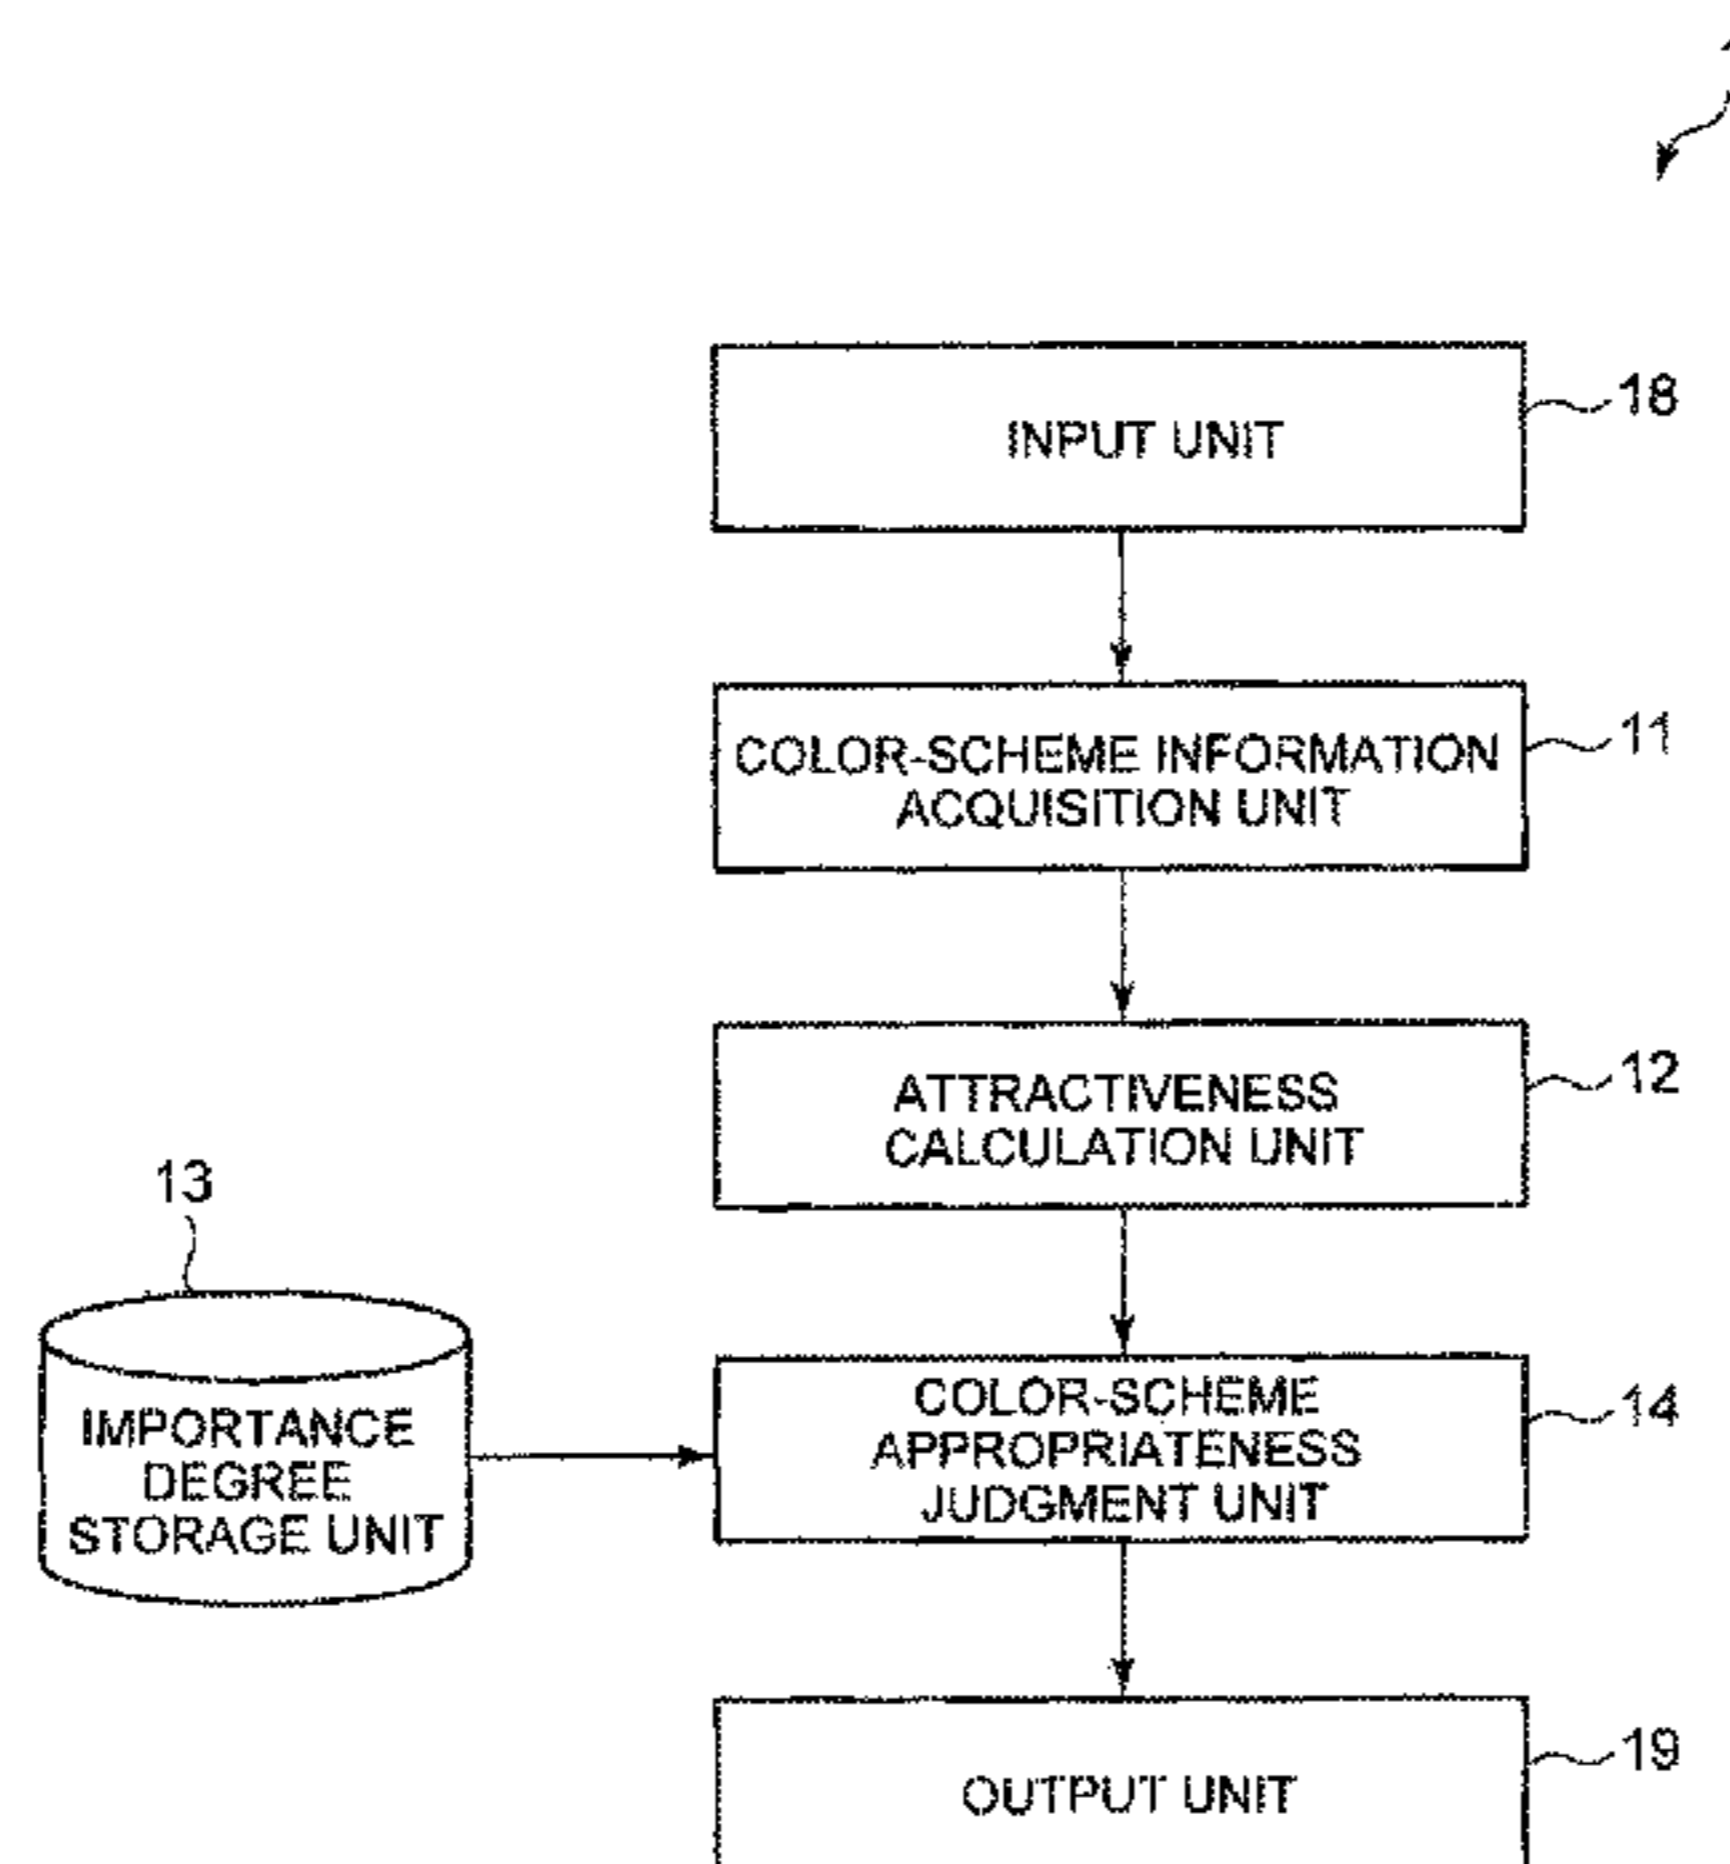 18
INPUT UNIT
11
COLOR-SCHEME INFORMATION
ACQUISITION UNIT
12
ATTRACTIVENESS
CALCULATION UNIT
13
IMPORTANCE
DEGREE
STORAGE UNIT
14
COLOR-SCHEME
APPROPRIATENESS
JUDGMENT UNIT
19
OUTPUT UNIT